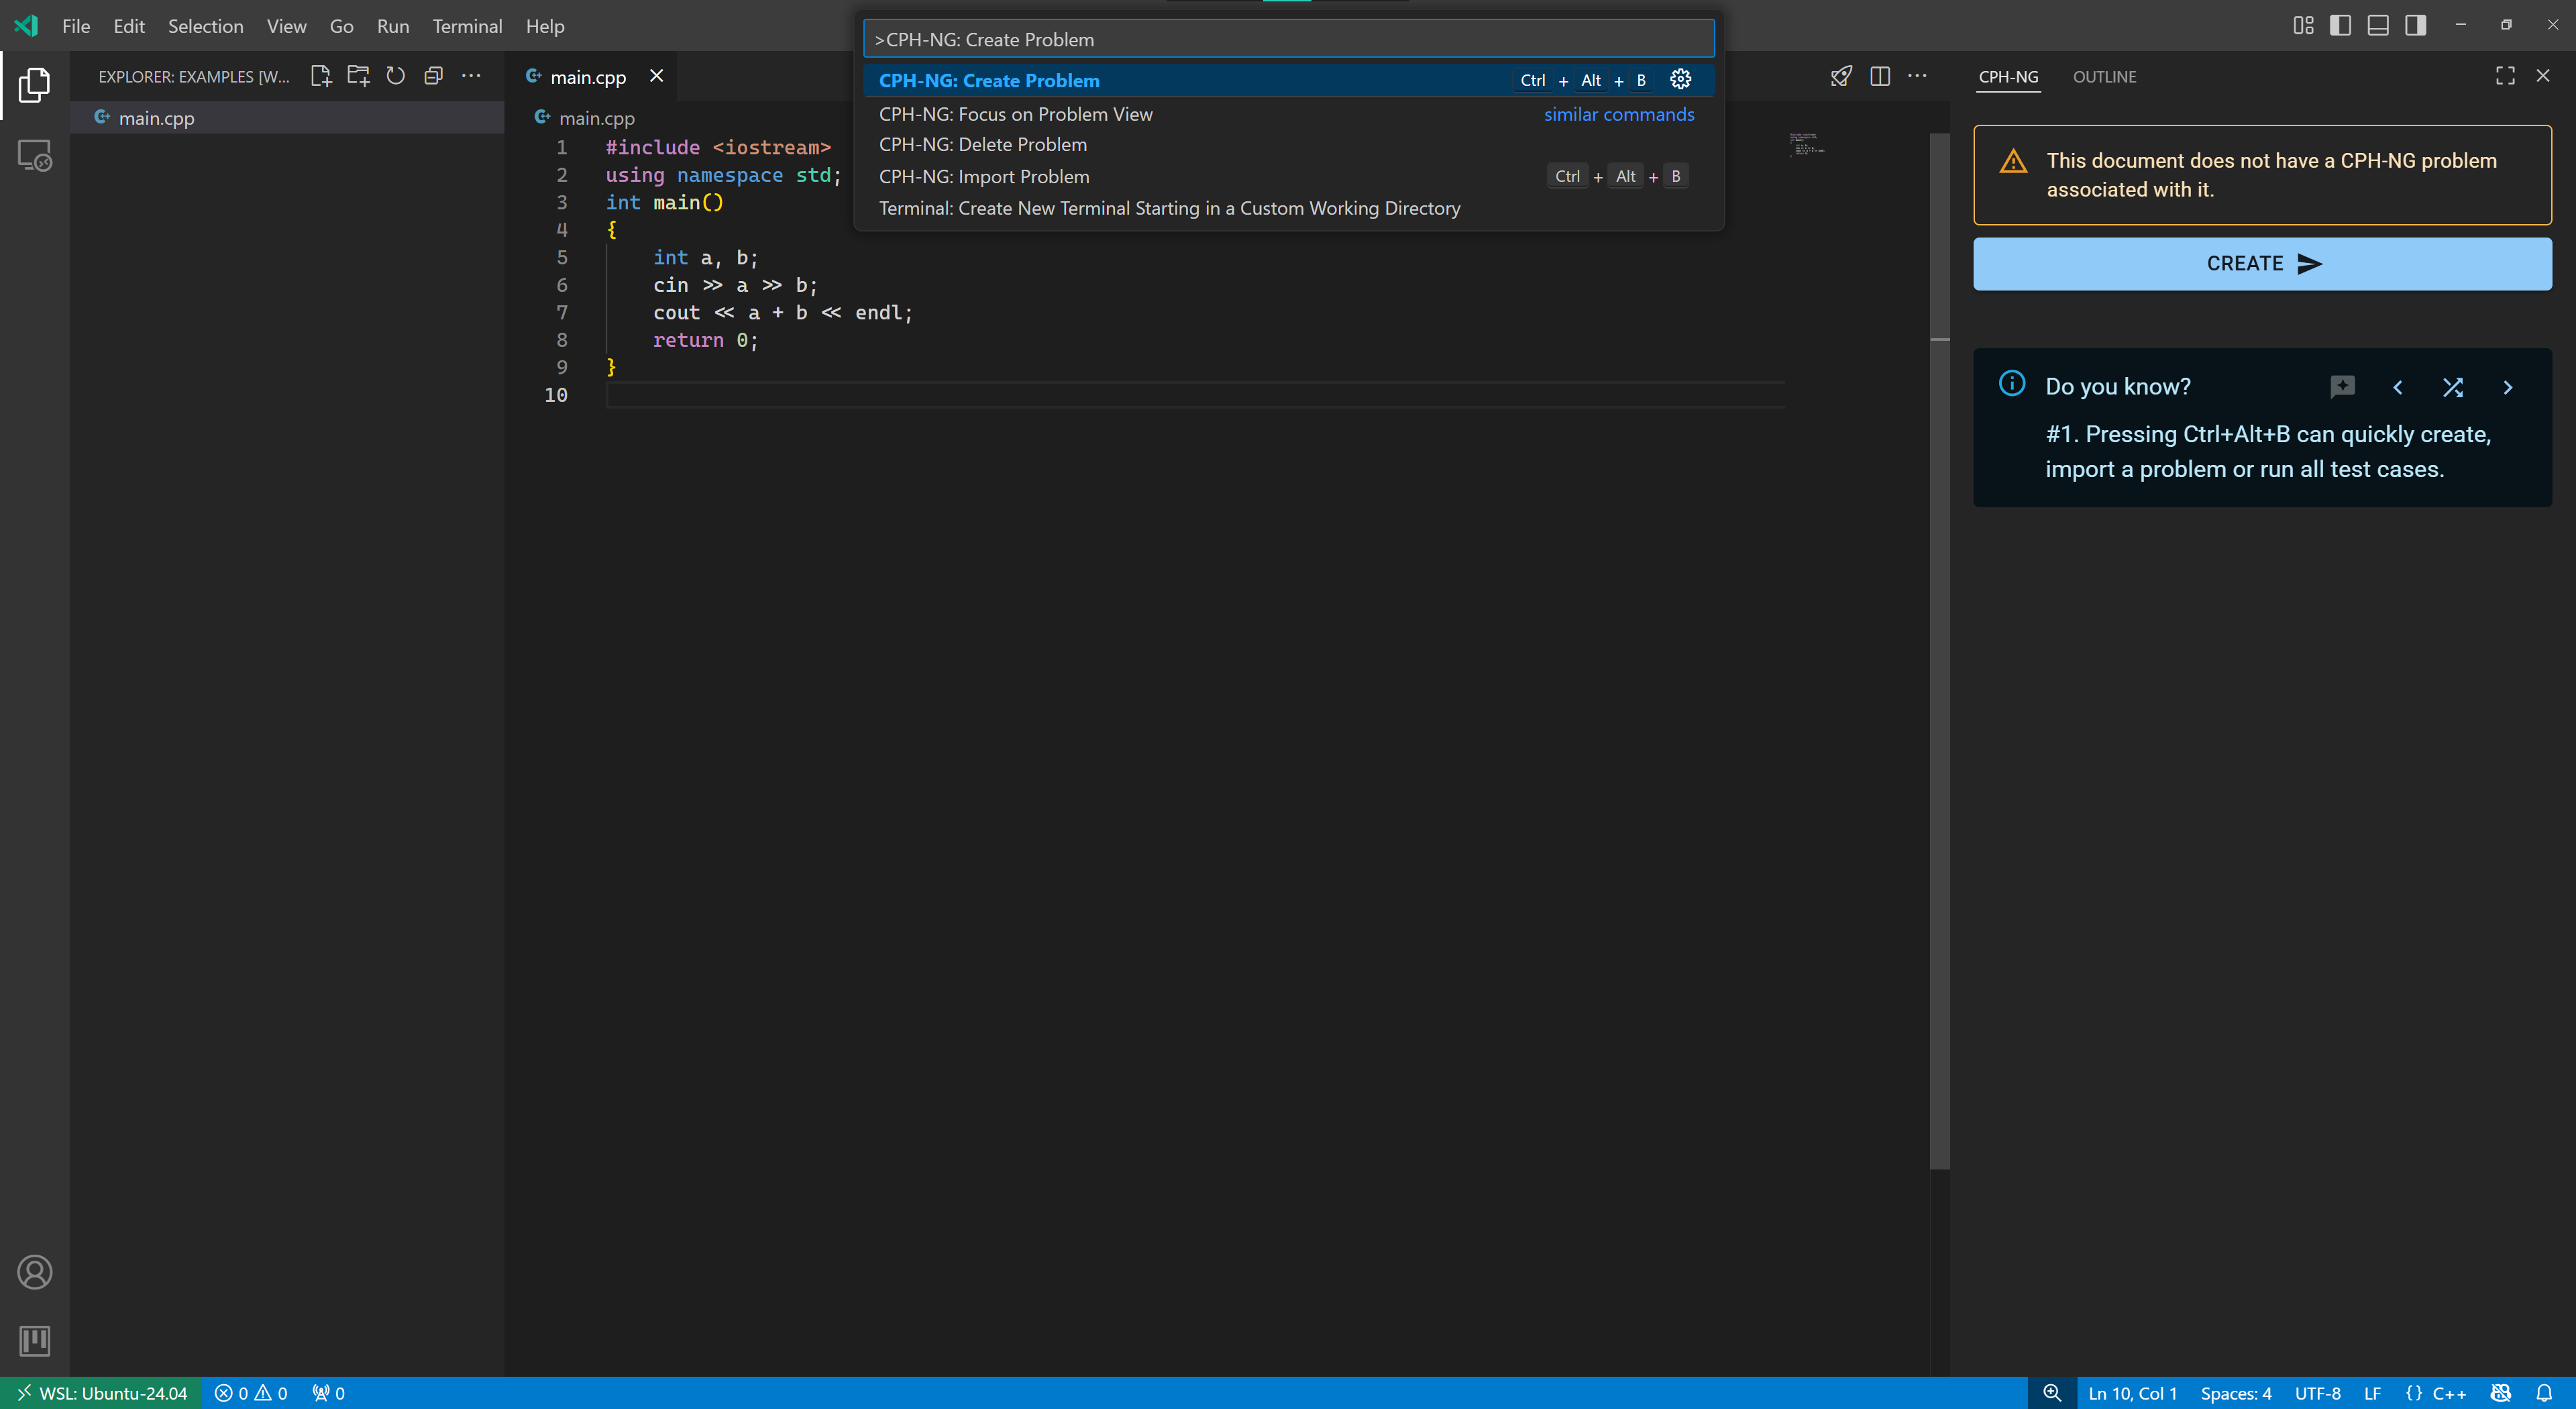 File Edit Selection View Go Run Terminal Help
>CPH-NG: Create Problem
CPH-NG: Create Problem Ctrl + Alt + B
CPH-NG: Focus on Problem View similar commands
CPH-NG: Delete Problem
CPH-NG: Import Problem Ctrl + Alt + B
Terminal: Create New Terminal Starting in a Custom Working Directory
EXPLORER: EXAMPLES [W...
main.cpp
main.cpp
main.cpp
1 #include <iostream>
2 using namespace std;
3 int main()
4 {
5 int a, b;
6 cin >> a >> b;
7 cout << a + b << endl;
8 return 0;
9 }
10
CPH-NG OUTLINE
This document does not have a CPH-NG problem
associated with it.
CREATE
Do you know?
#1. Pressing Ctrl+Alt+B can quickly create,
import a problem or run all test cases.
WSL: Ubuntu-24.04 0 0 0 Ln 10, Col 1 Spaces: 4 UTF-8 LF {} C++